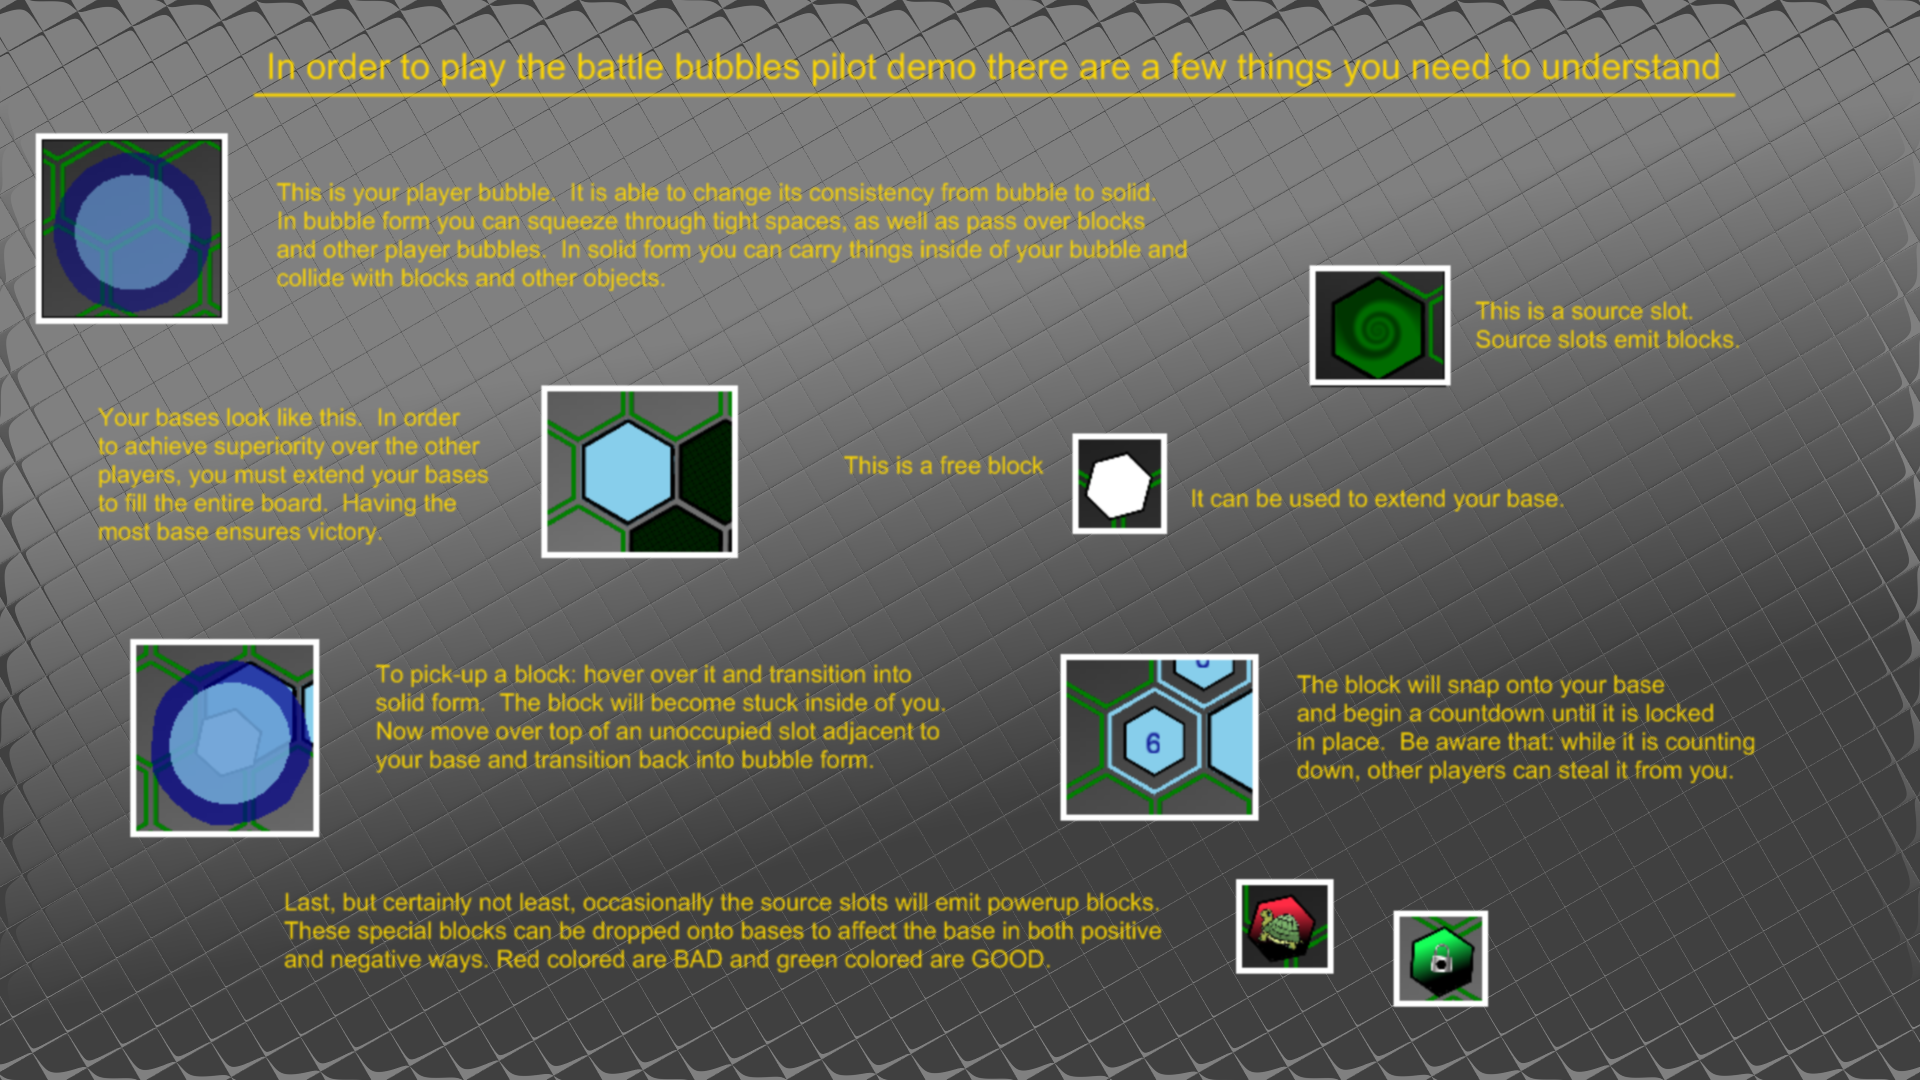 In order to play the battle bubbles pilot demo there are a few things you need to understand
This is your player bubble. It is able to change its consistency from bubble to solid.
In bubble form you can squeeze through tight spaces, as well as pass over blocks
and other player bubbles. In solid form you can carry things inside of your bubble and
collide with blocks and other objects.
This is a source slot.
Source slots emit blocks.
Your bases look like this. In order
to achieve superiority over the other
players, you must extend your bases
to fill the entire board. Having the
most base ensures victory.
This is a free block
It can be used to extend your base.
To pick-up a block: hover over it and transition into
solid form. The block will become stuck inside of you.
Now move over top of an unoccupied slot adjacent to
your base and transition back into bubble form.
6
The block will snap onto your base
and begin a countdown until it is locked
in place. Be aware that: while it is counting
down, other players can steal it from you.
Last, but certainly not least, occasionally the source slots will emit powerup blocks.
These special blocks can be dropped onto bases to affect the base in both positive
and negative ways. Red colored are BAD and green colored are GOOD.